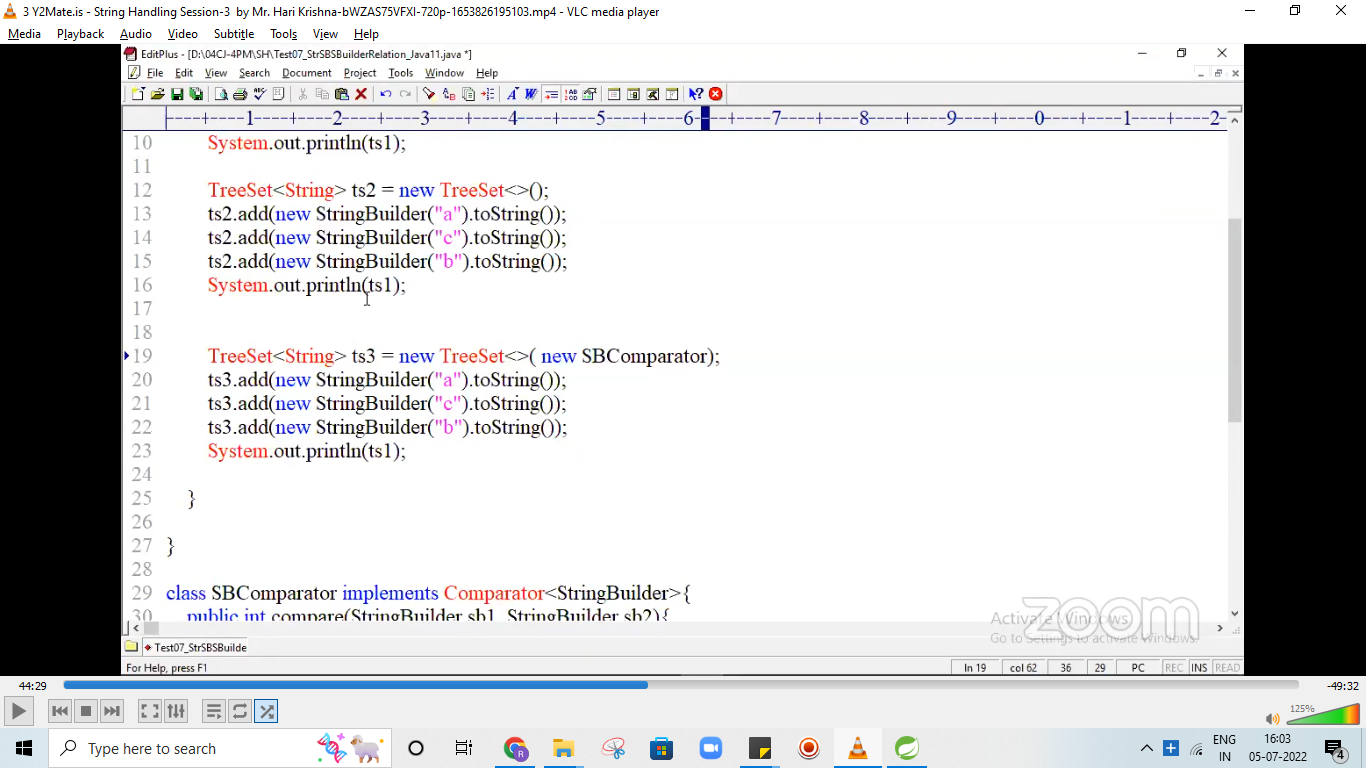 3 Y2Mate.is - String Handling Session-3 by Mr. Hari Krishna-bWZAS75VFXI-720p-1653826195103.mp4 - VLC media player
Media Playback Audio Video Subtitle Tools View Help
EditPlus - [D:\04CJ-4PM\SH\Test07_StrSBSBuilderRelation_Java11.java *]
File Edit View Search Document Project Tools Window Help
----+----1----+----2----+----3----+----4----+----5----+----6----+----7----+----8----+----9----+----0----+----1----+----2-
10 System.out.println(ts1);
11
12 TreeSet<String> ts2 = new TreeSet<>();
13 ts2.add(new StringBuilder("a").toString());
14 ts2.add(new StringBuilder("c").toString());
15 ts2.add(new StringBuilder("b").toString());
16 System.out.println(ts1);
17
18
19 TreeSet<String> ts3 = new TreeSet<>( new SBComparator);
20 ts3.add(new StringBuilder("a").toString());
21 ts3.add(new StringBuilder("c").toString());
22 ts3.add(new StringBuilder("b").toString());
23 System.out.println(ts1);
24
25 }
26
27 }
28
29 class SBComparator implements Comparator<StringBuilder>{
30 public int compare(StringBuilder sb1, StringBuilder sb2){
zoom
Activate Windows
Go to Settings to activate Windows.
Test07_StrSBSBuilde
For Help, press F1
ln 19 col 62 36 29 PC REC INS READ
44:29 -49:32
125%
Type here to search
ENG
IN
16:03
05-07-2022
4